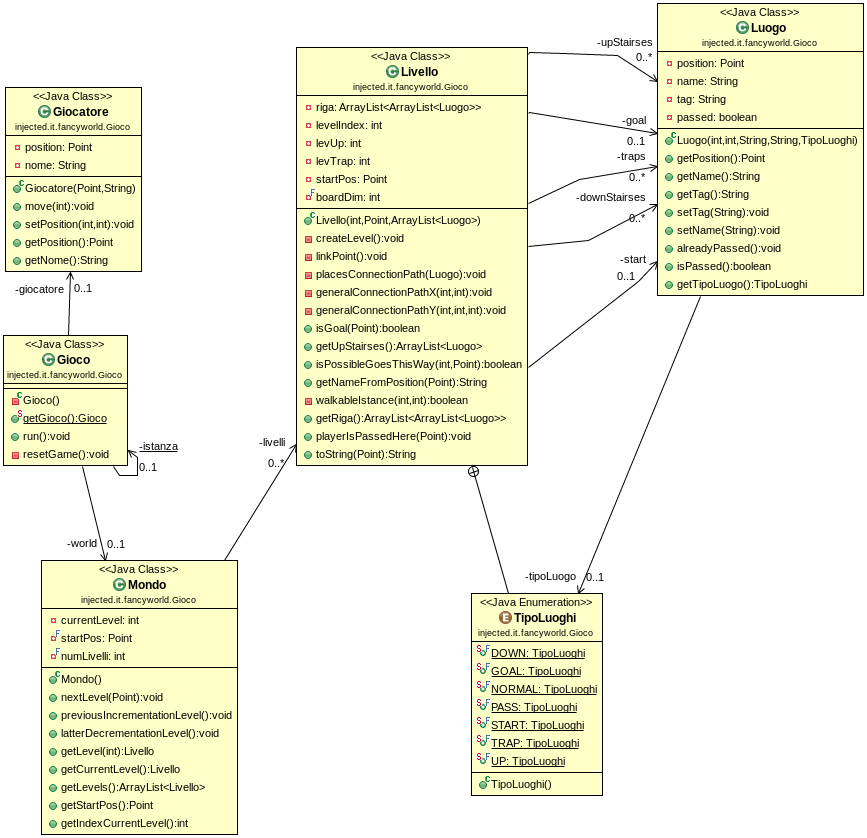 <<Java Class>>
Giocatore
injected.it.fancyworld.Gioco
position: Point
nome: String
Giocatore(Point,String)
move(int):void
setPosition(int,int):void
getPosition():Point
getNome():String
-giocatore
0..1
<<Java Class>>
Gioco
injected.it.fancyworld.Gioco
Gioco()
getGioco():Gioco
run():void
resetGame():void
-istanza
0..1
-world
0..1
<<Java Class>>
Mondo
injected.it.fancyworld.Gioco
currentLevel: int
startPos: Point
numLivelli: int
Mondo()
nextLevel(Point):void
previousIncrementationLevel():void
latterDecrementationLevel():void
getLevel(int):Livello
getCurrentLevel():Livello
getLevels():ArrayList<Livello>
getStartPos():Point
getIndexCurrentLevel():int
-livelli
0..*
<<Java Class>>
Livello
injected.it.fancyworld.Gioco
riga: ArrayList<ArrayList<Luogo>>
levelIndex: int
levUp: int
levTrap: int
startPos: Point
boardDim: int
Livello(int,Point,ArrayList<Luogo>)
createLevel():void
linkPoint():void
placesConnectionPath(Luogo):void
generalConnectionPathX(int,int):void
generalConnectionPathY(int,int,int):void
isGoal(Point):boolean
getUpStairses():ArrayList<Luogo>
isPossibleGoesThisWay(int,Point):boolean
getNameFromPosition(Point):String
walkableIstance(int,int):boolean
getRiga():ArrayList<ArrayList<Luogo>>
playerIsPassedHere(Point):void
toString(Point):String
-upStairses
0..*
-goal
0..1
-traps
0..*
-downStairses
0..*
-start
0..1
<<Java Class>>
Luogo
injected.it.fancyworld.Gioco
position: Point
name: String
tag: String
passed: boolean
Luogo(int,int,String,String,TipoLuoghi)
getPosition():Point
getName():String
getTag():String
setTag(String):void
setName(String):void
alreadyPassed():void
isPassed():boolean
getTipoLuogo():TipoLuoghi
-tipoLuogo
0..1
<<Java Enumeration>>
TipoLuoghi
injected.it.fancyworld.Gioco
DOWN: TipoLuoghi
GOAL: TipoLuoghi
NORMAL: TipoLuoghi
PASS: TipoLuoghi
START: TipoLuoghi
TRAP: TipoLuoghi
UP: TipoLuoghi
TipoLuoghi()